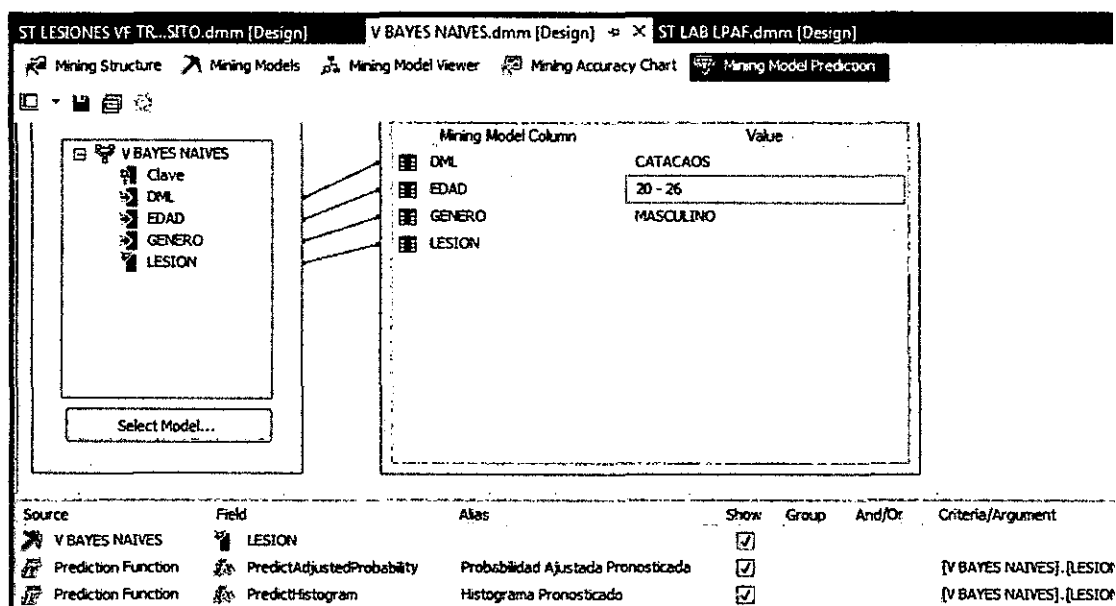 ST LESIONES VF TR...SITO.dmm [Design] V BAYES NAIVES.dmm [Design] ST LAB LPAF.dmm [Design]
Mining Structure Mining Models Mining Model Viewer Mining Accuracy Chart Mining Model Prediction
Mining Model Column Value
V BAYES NAIVES
Clave
DML
EDAD
GENERO
LESION
Select Model...
DML CATACAOS
EDAD 20 - 26
GENERO MASCULINO
LESION
Source Field Alias Show Group And/Or Criteria/Argument
V BAYES NAIVES LESION
Prediction Function PredictAdjustedProbability Probabilidad Ajustada Pronosticada [V BAYES NAIVES].[LESION
Prediction Function PredictHistogram Histograma Pronosticado [V BAYES NAIVES].[LESION